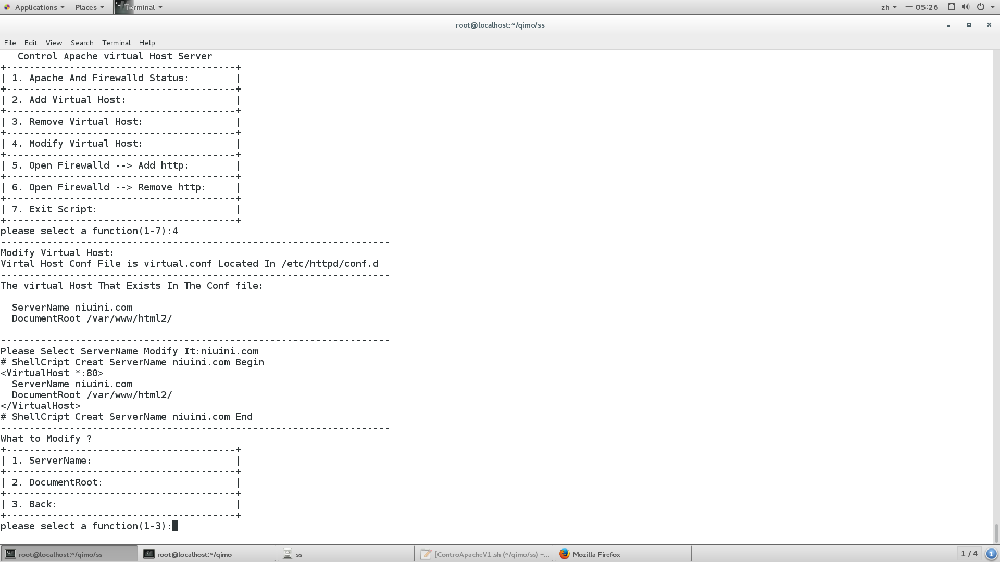 Applications Places Terminal zh 一 05:26
root@localhost:~/qimo/ss
File Edit View Search Terminal Help
Control Apache virtual Host Server
+----------------------------------------+
| 1. Apache And Firewalld Status: |
+----------------------------------------+
| 2. Add Virtual Host: |
+----------------------------------------+
| 3. Remove Virtual Host: |
+----------------------------------------+
| 4. Modify Virtual Host: |
+----------------------------------------+
| 5. Open Firewalld --> Add http: |
+----------------------------------------+
| 6. Open Firewalld --> Remove http: |
+----------------------------------------+
| 7. Exit Script: |
+----------------------------------------+
please select a function(1-7):4
--------------------------------------------------------------------
Modify Virtual Host:
Virtal Host Conf File is virtual.conf Located In /etc/httpd/conf.d
--------------------------------------------------------------------
The virtual Host That Exists In The Conf file:
ServerName niuini.com
DocumentRoot /var/www/html2/
--------------------------------------------------------------------
Please Select ServerName Modify It:niuini.com
# ShellCript Creat ServerName niuini.com Begin
<VirtualHost *:80>
ServerName niuini.com
DocumentRoot /var/www/html2/
</VirtualHost>
# ShellCript Creat ServerName niuini.com End
--------------------------------------------------------------------
What to Modify ?
+----------------------------------------+
| 1. ServerName: |
+----------------------------------------+
| 2. DocumentRoot: |
+----------------------------------------+
| 3. Back: |
+----------------------------------------+
please select a function(1-3):
root@localhost:~/qimo/ss root@localhost:~/qimo ss [ControApacheV1.sh (~/qimo/ss) –... Mozilla Firefox 1 / 4 1